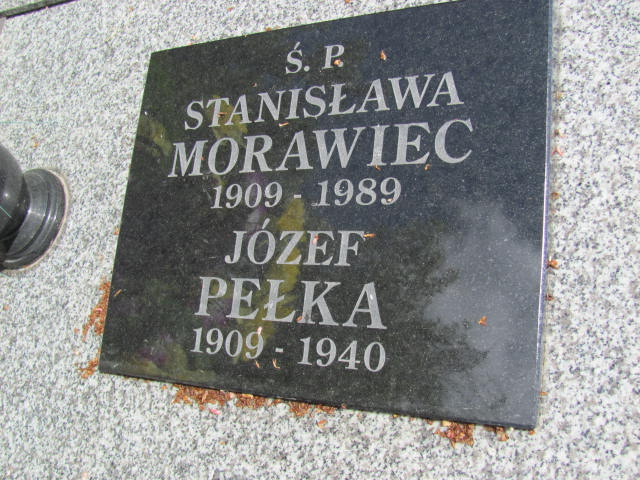 Ś. P.
STANISŁAWA
MORAWIEC
1909 - 1989
JÓZEF
PEŁKA
1909 - 1940